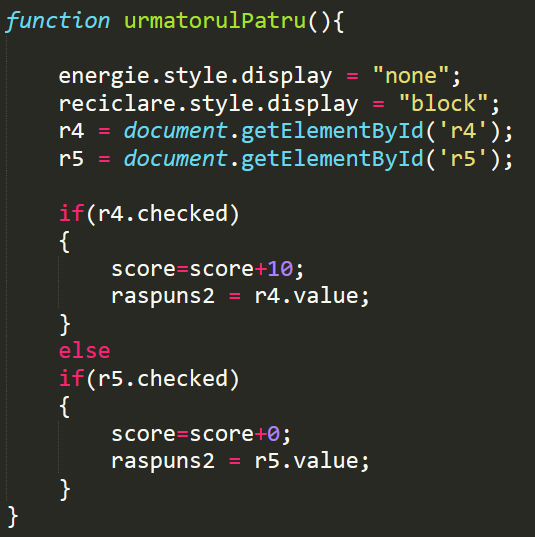 function urmatorulPatru(){
energie.style.display = "none";
reciclare.style.display = "block";
r4 = document.getElementById('r4');
r5 = document.getElementById('r5');
if(r4.checked)
{
score=score+10;
raspuns2 = r4.value;
}
else
if(r5.checked)
{
score=score+0;
raspuns2 = r5.value;
}
}